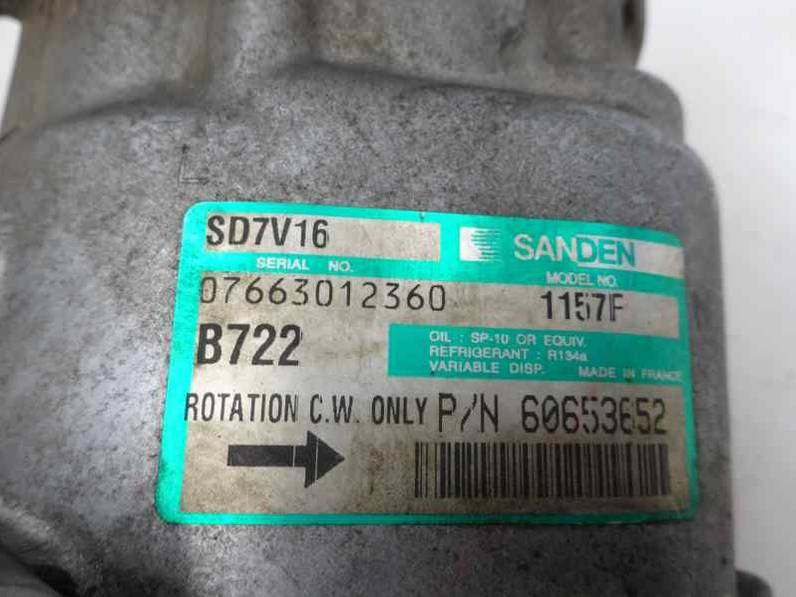 SD7V16 SANDEN
SERIAL NO. MODEL NO.
07663012360 1157F
B722
OIL : SP-10 OR EQUIV.
REFRIGERANT : R134a
VARIABLE DISP. MADE IN FRANCE
ROTATION C.W. ONLY P/N 60653652